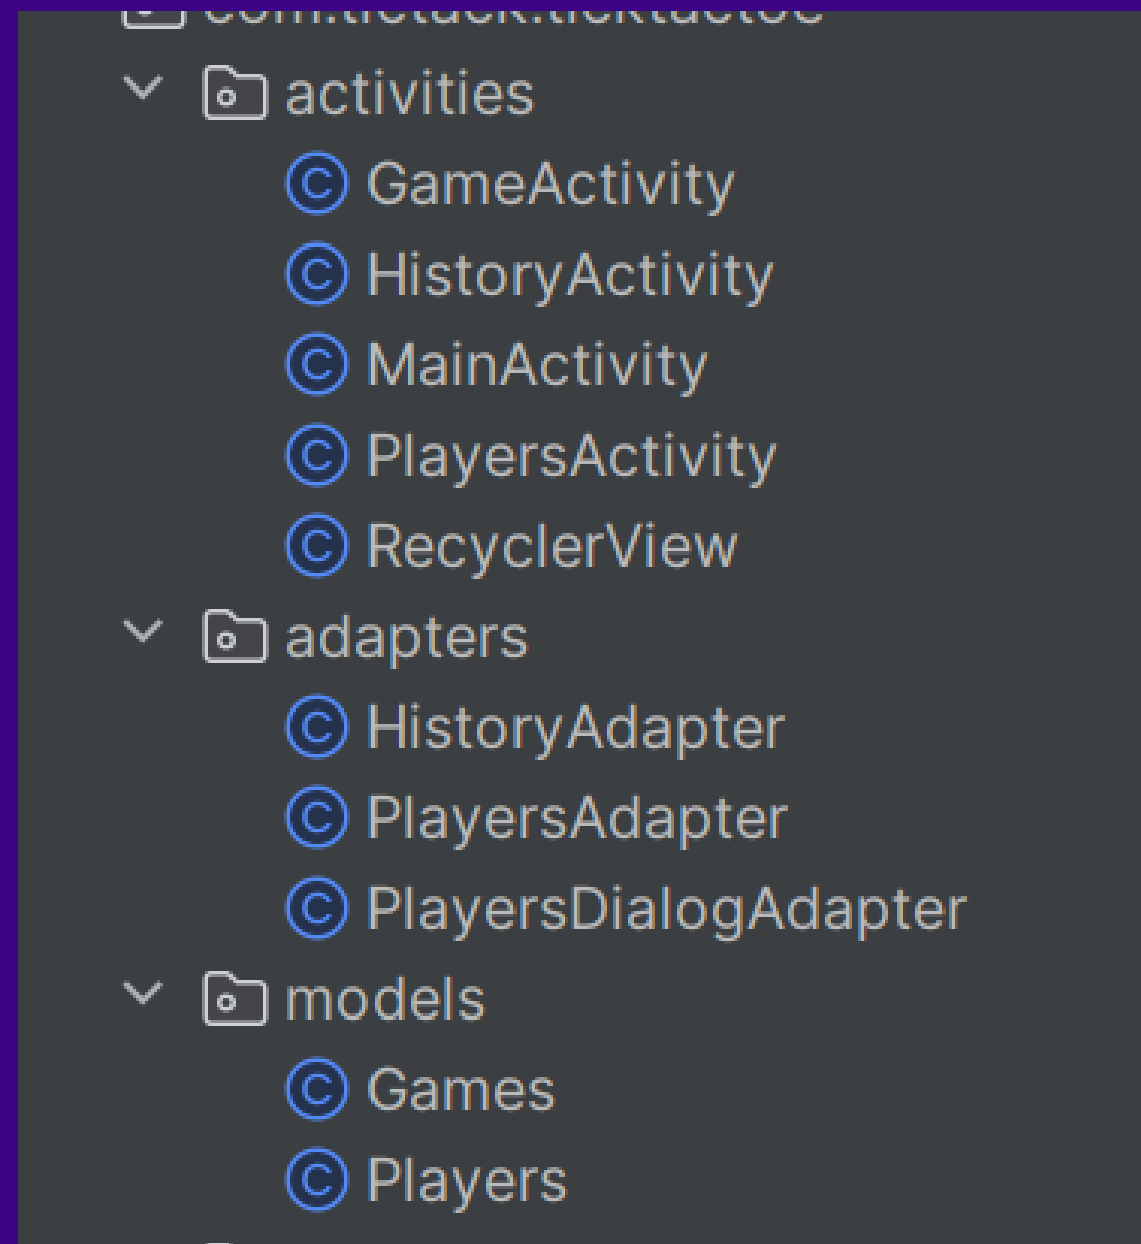 activities
GameActivity
HistoryActivity
MainActivity
PlayersActivity
RecyclerView
adapters
HistoryAdapter
PlayersAdapter
PlayersDialogAdapter
models
Games
Players